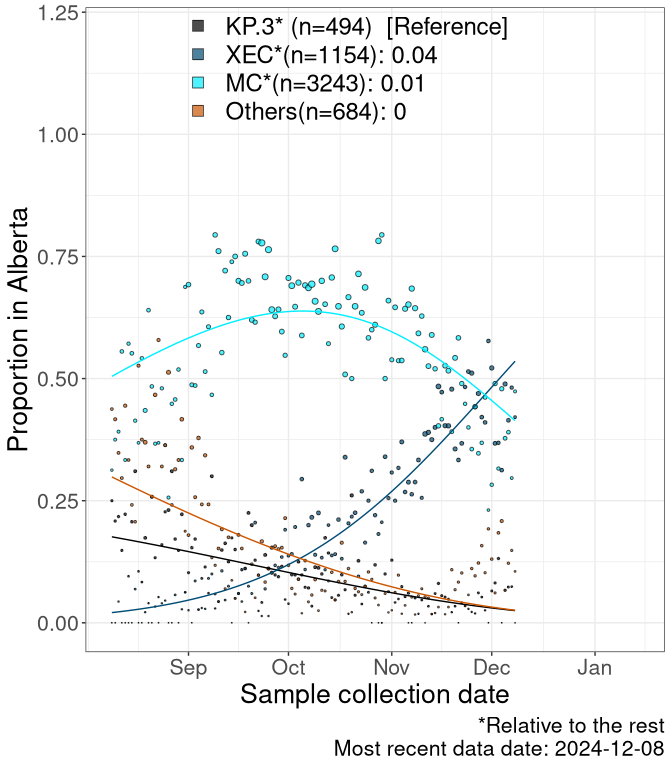 KP.3* (n=494)  [Reference]
XEC*(n=1154): 0.04
MC*(n=3243): 0.01
Others(n=684): 0
1.25
1.00
0.75
0.50
0.25
0.00
Proportion in Alberta
Sep Oct Nov Dec Jan
Sample collection date
*Relative to the rest
Most recent data date: 2024-12-08